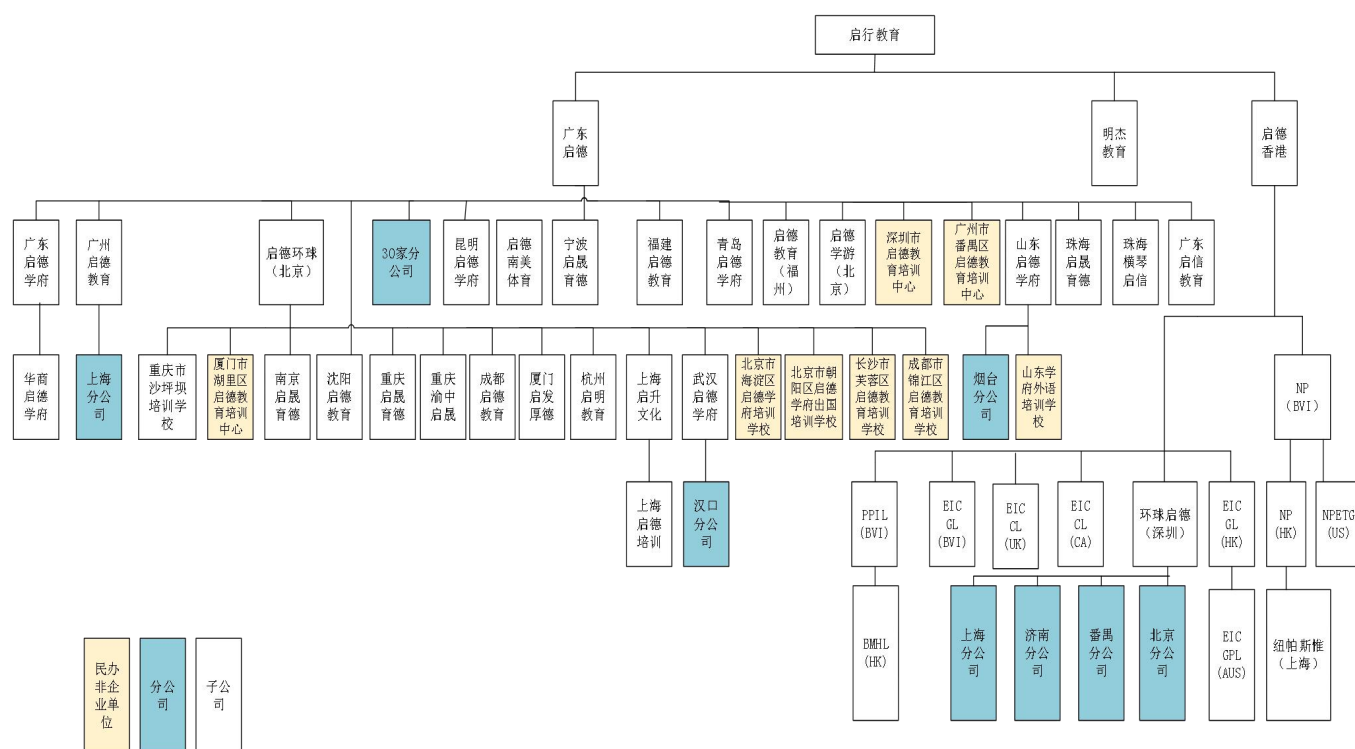 启行教育
广东
启德
明杰
教育
启德
香港
广东
启德
学府
广州
启德
教育
启德环球
（北京）
30家分
公司
昆明
启德
学府
启德
南美
体育
宁波
启晟
育德
福建
启德
教育
青岛
启德
学府
启德
教育
（福
州）
启德
学游
（北
京）
深圳市
启德教
育培训
中心
广州市
番禺区
启德教
育培训
中心
山东
启德
学府
珠海
启晟
育德
珠海
横琴
启信
广东
启信
教育
华商
启德
学府
上海
分公
司
重庆市
沙坪坝
培训学
校
厦门市
湖里区
启德教
育培训
中心
南京
启晟
育德
沈阳
启德
教育
重庆
启晟
育德
重庆
渝中
启晟
成都
启德
教育
厦门
启发
厚德
杭州
启明
教育
上海
启升
文化
武汉
启德
学府
北京市
海淀区
启德学
府培训
学校
北京市朝
阳区启德
学府出国
培训学校
长沙市
芙蓉区
启德教
育培训
学校
成都市
锦江区
启德教
育培训
学校
烟台
分公
司
山东学
府外语
培训学
校
NP
(BVI)
上海
启德
培训
汉口
分公
司
PPIL
(BVI)
EIC
GL
(BVI)
EIC
CL
(UK)
EIC
CL
(CA)
环球启德
（深圳）
EIC
GL
(HK)
NP
(HK)
NPETG
(US)
BMHL
(HK)
上海
分公
司
济南
分公
司
番禺
分公
司
北京
分公
司
EIC
GPL
(AUS)
纽帕斯惟
（上海）
民办
非企
业单
位
分公
司
子公
司